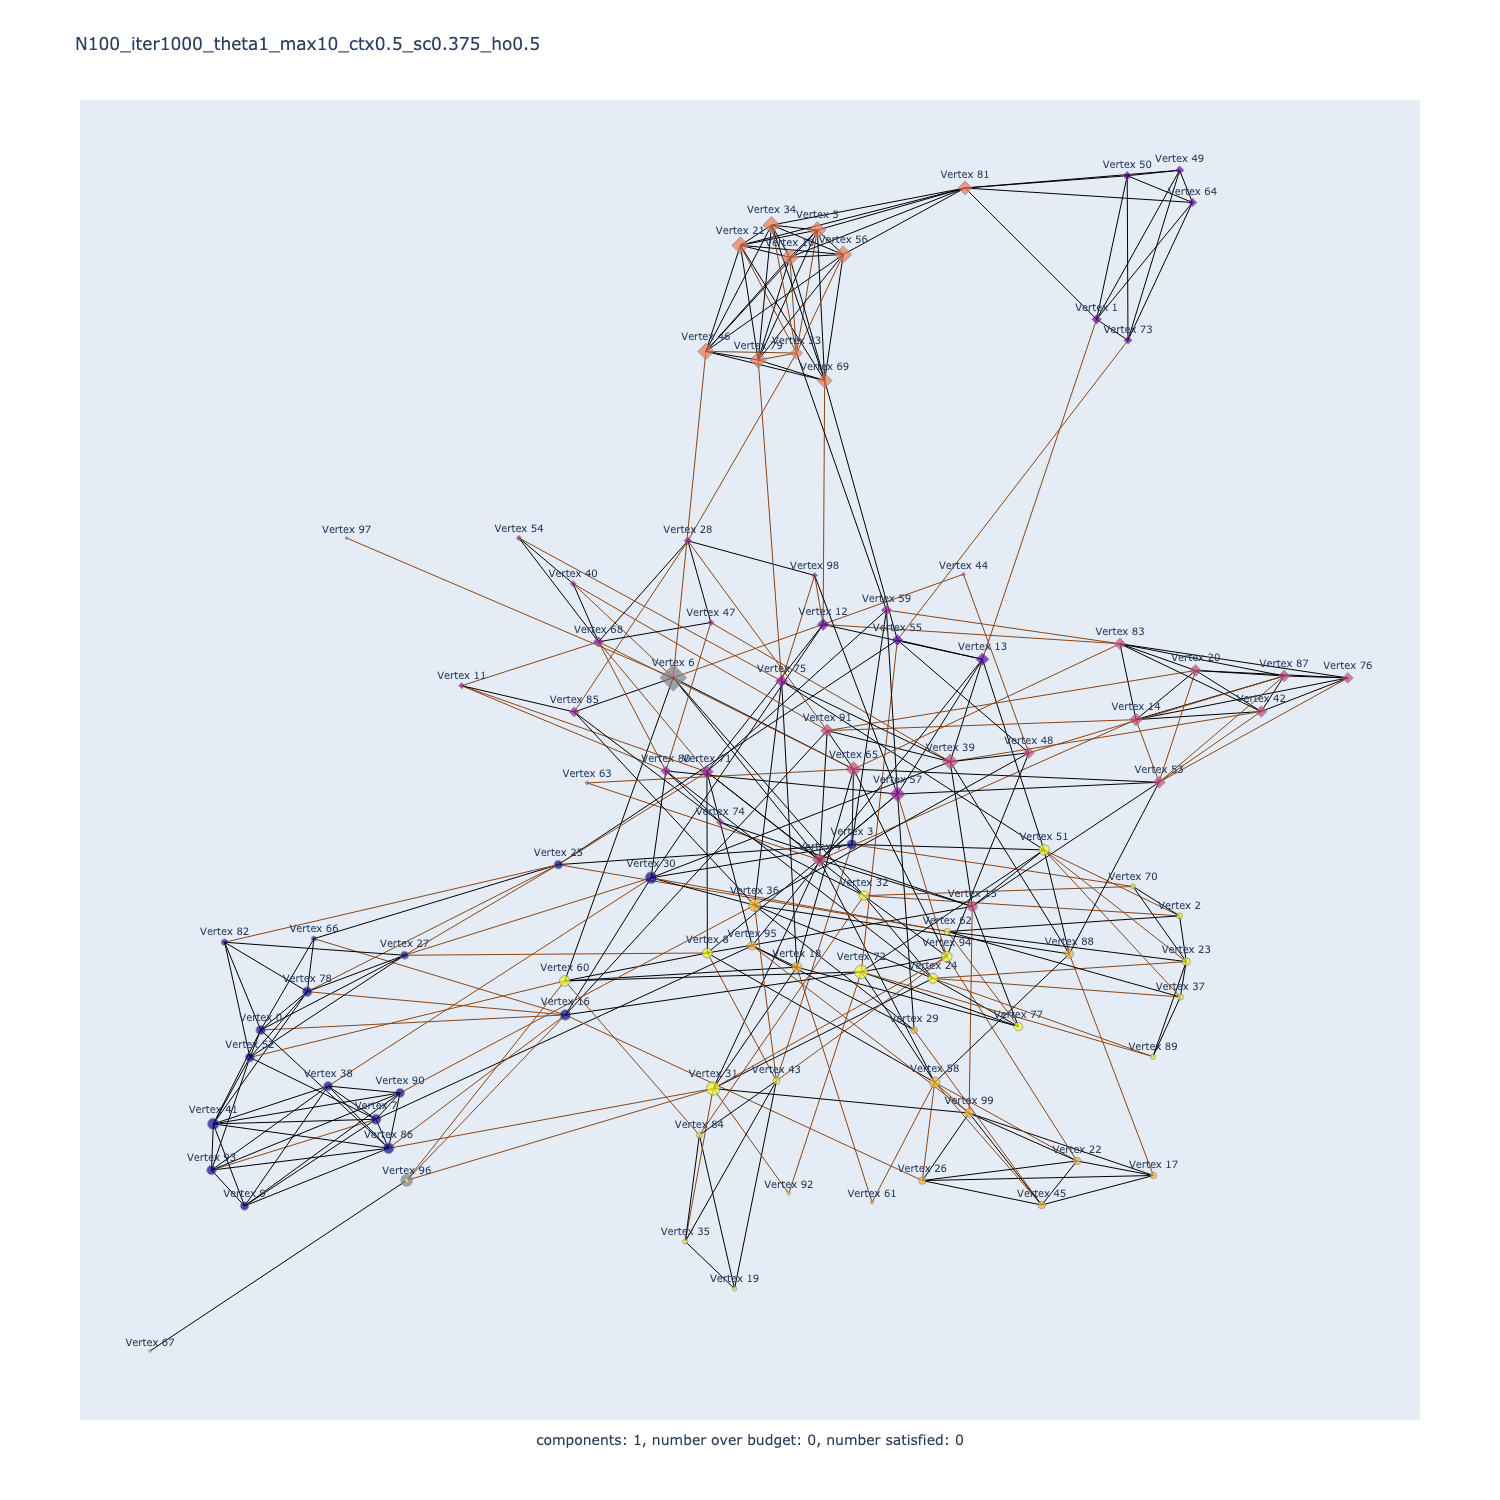 N100_iter1000_theta1_max10_ctx0.5_sc0.375_ho0.5
Vertex 49
Vertex 50
Vertex 81
Vertex 64
Vertex 34
Vertex 5
Vertex 21
Vertex
Vertex 56
Vertex 1
Vertex 73
Vertex 46
Vertex 79
Vertex 33
Vertex 69
Vertex 97
Vertex 54
Vertex 28
Vertex 98
Vertex 44
Vertex 40
Vertex 59
Vertex 47
Vertex 12
Vertex 55
Vertex 68
Vertex 83
Vertex 13
Vertex 6
Vertex 75
Vertex 20
Vertex 87
Vertex 76
Vertex 11
Vertex 85
Vertex 42
Vertex 14
Vertex 91
Vertex 48
Vertex 39
Vertex 65
Vertex
Vertex 71
Vertex 63
Vertex 57
Vertex 53
Vertex 74
Vertex 3
Vertex 51
Vertex 25
Vertex
Vertex 30
Vertex 32
Vertex 70
Vertex 36
Vertex 15
Vertex 2
Vertex 82
Vertex 66
Vertex 62
Vertex 95
Vertex 27
Vertex 8
Vertex 94
Vertex 88
Vertex 23
Vertex 18
Vertex 72
Vertex 24
Vertex 60
Vertex 78
Vertex 37
Vertex 16
Vertex 0
Vertex 29
Vertex 77
Vertex 52
Vertex 89
Vertex 38
Vertex 90
Vertex 31
Vertex 43
Vertex 58
Vertex 41
Vertex 7
Vertex 99
Vertex 84
Vertex 86
Vertex 22
Vertex 93
Vertex 96
Vertex 26
Vertex 17
Vertex 92
Vertex 61
Vertex 9
Vertex 45
Vertex 35
Vertex 19
Vertex 67
components: 1, number over budget: 0, number satisfied: 0